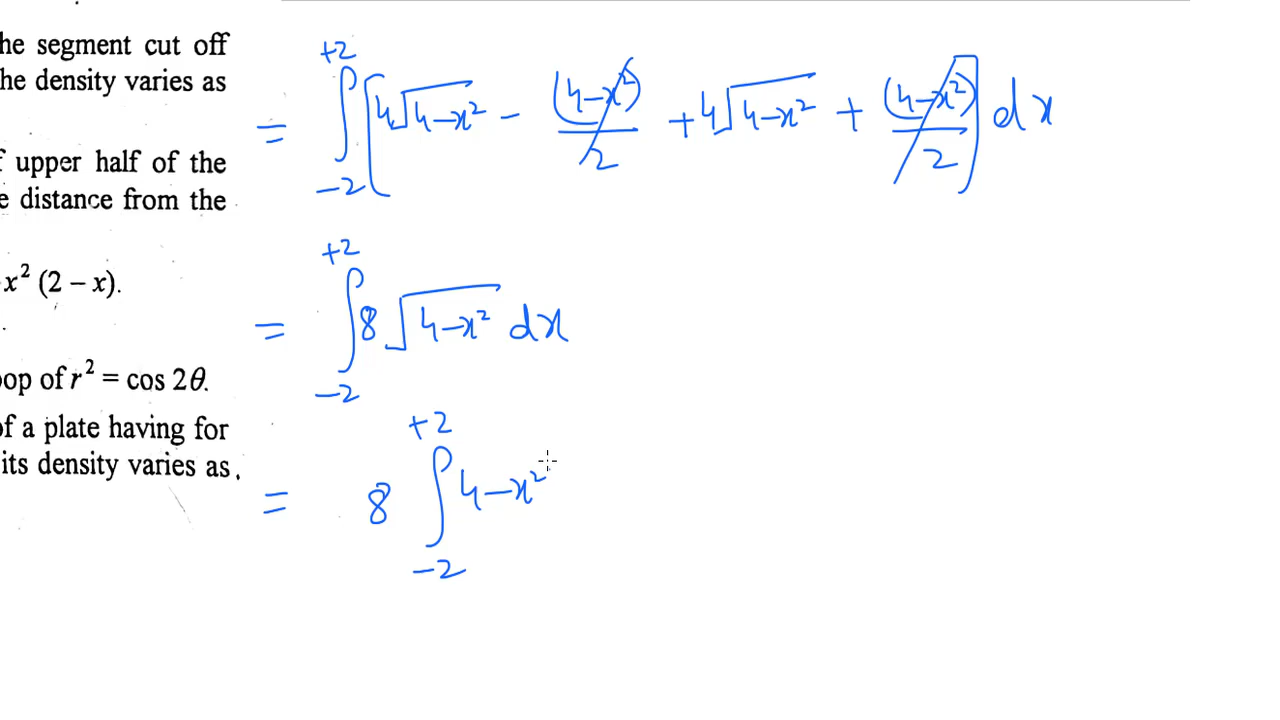 he segment cut off
he density varies as
upper half of the
e distance from the
x² (2 – x).
op of r² = cos 2θ.
f a plate having for
its density varies as
= ∫₋₂⁺² [4√(4–x²) – (4–x²)/2 + 4√(4–x²) + (4–x²)/2] dx
= ∫₋₂⁺² 8√(4–x²) dx
= 8 ∫₋₂⁺² 4–x²